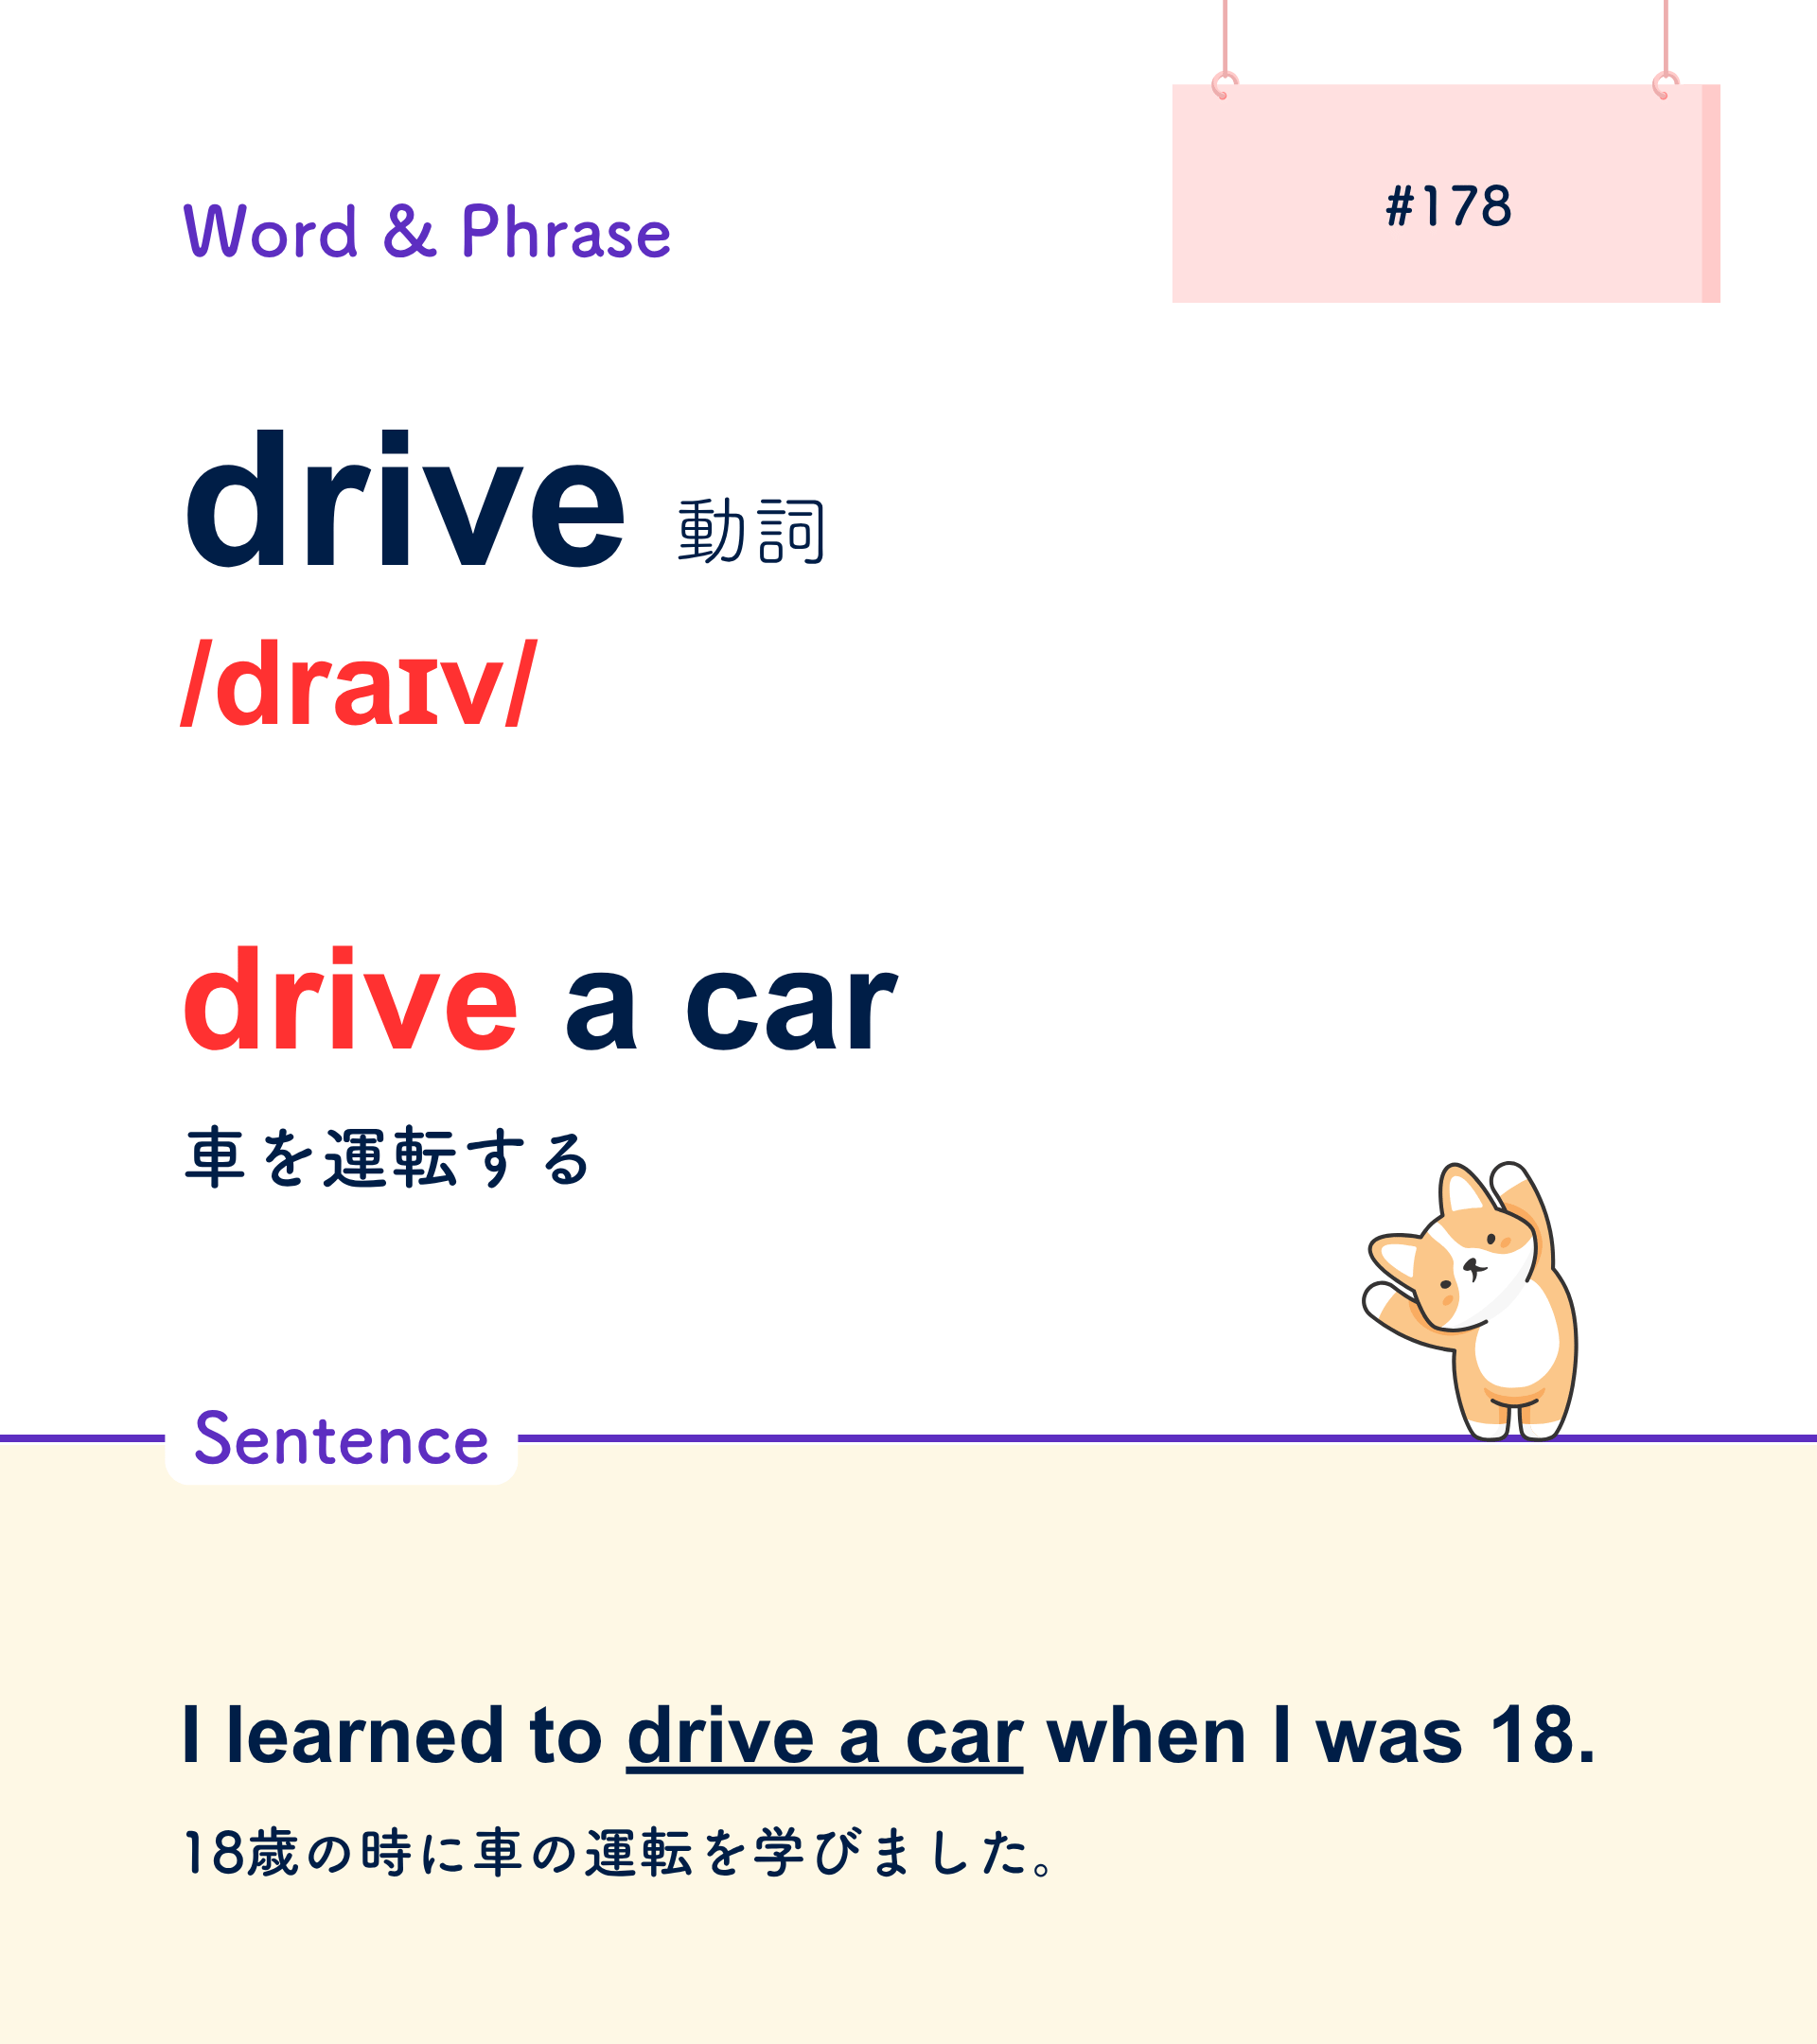 #178
Word & Phrase
drive 動詞
/draɪv/
drive a car
車を運転する
Sentence
I learned to drive a car when I was 18.
18歳の時に車の運転を学びました。